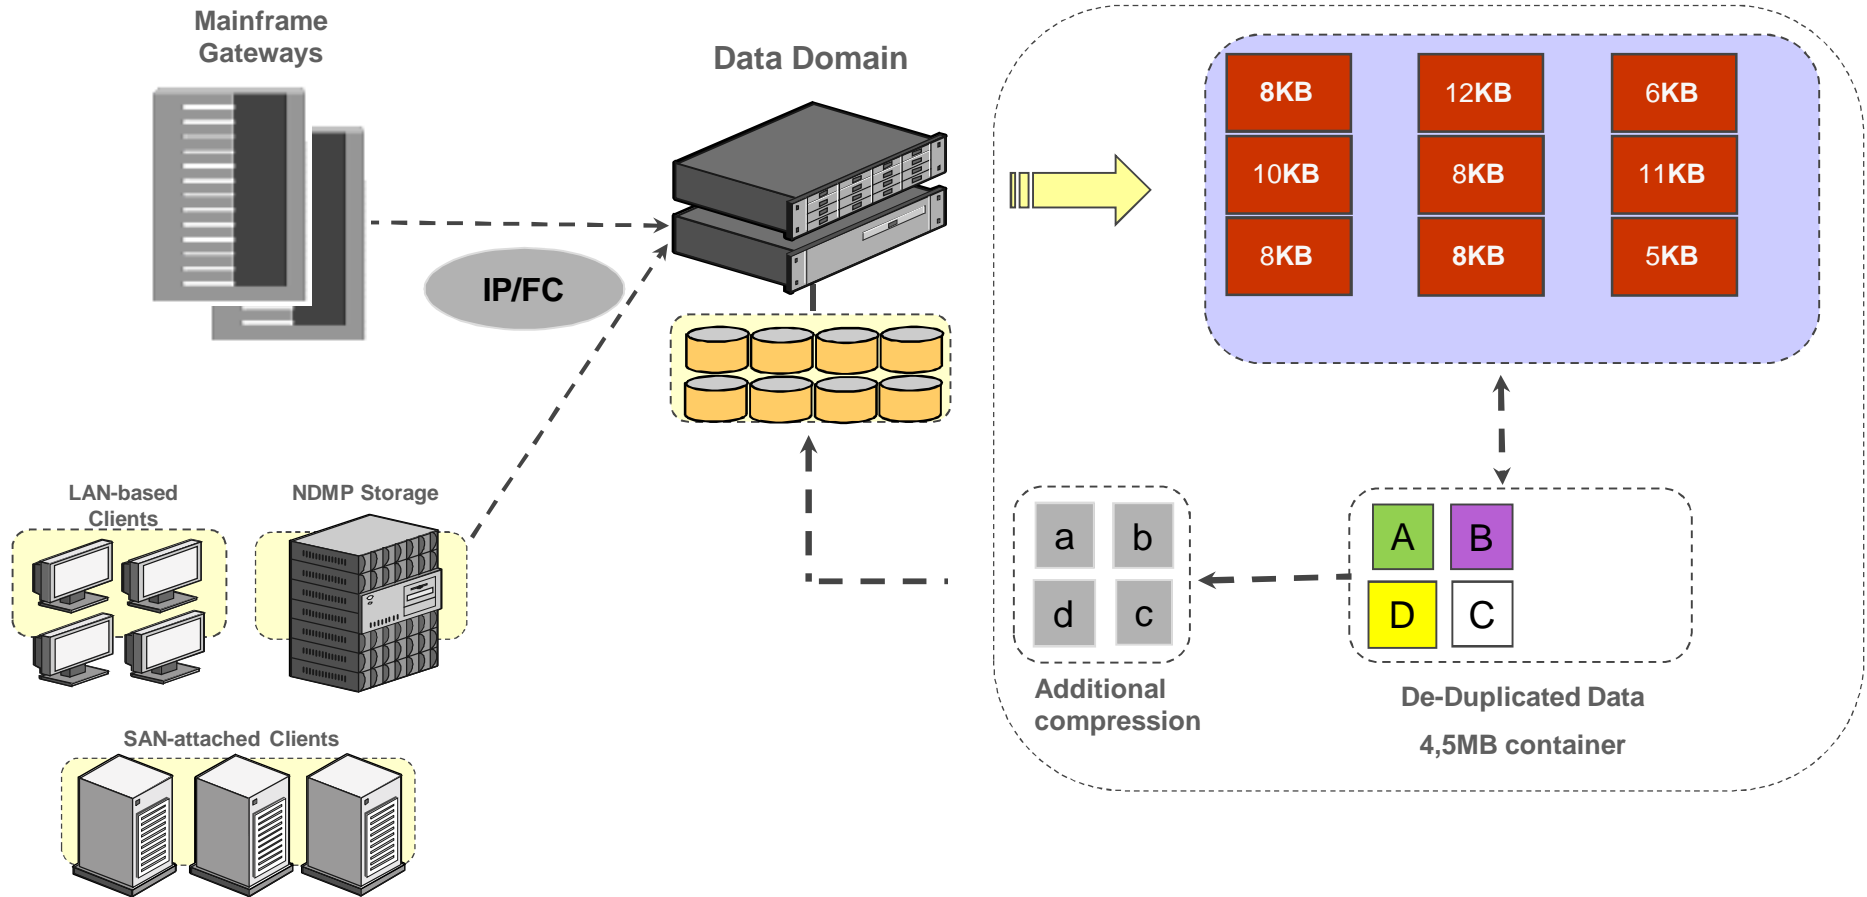 Mainframe
Gateways
Data Domain
IP/FC
LAN-based
Clients
NDMP Storage
SAN-attached Clients
8KB
12KB
6KB
10KB
8KB
11KB
8KB
8KB
5KB
a
b
d
c
Additional
compression
A
B
D
C
De-Duplicated Data
4,5MB container